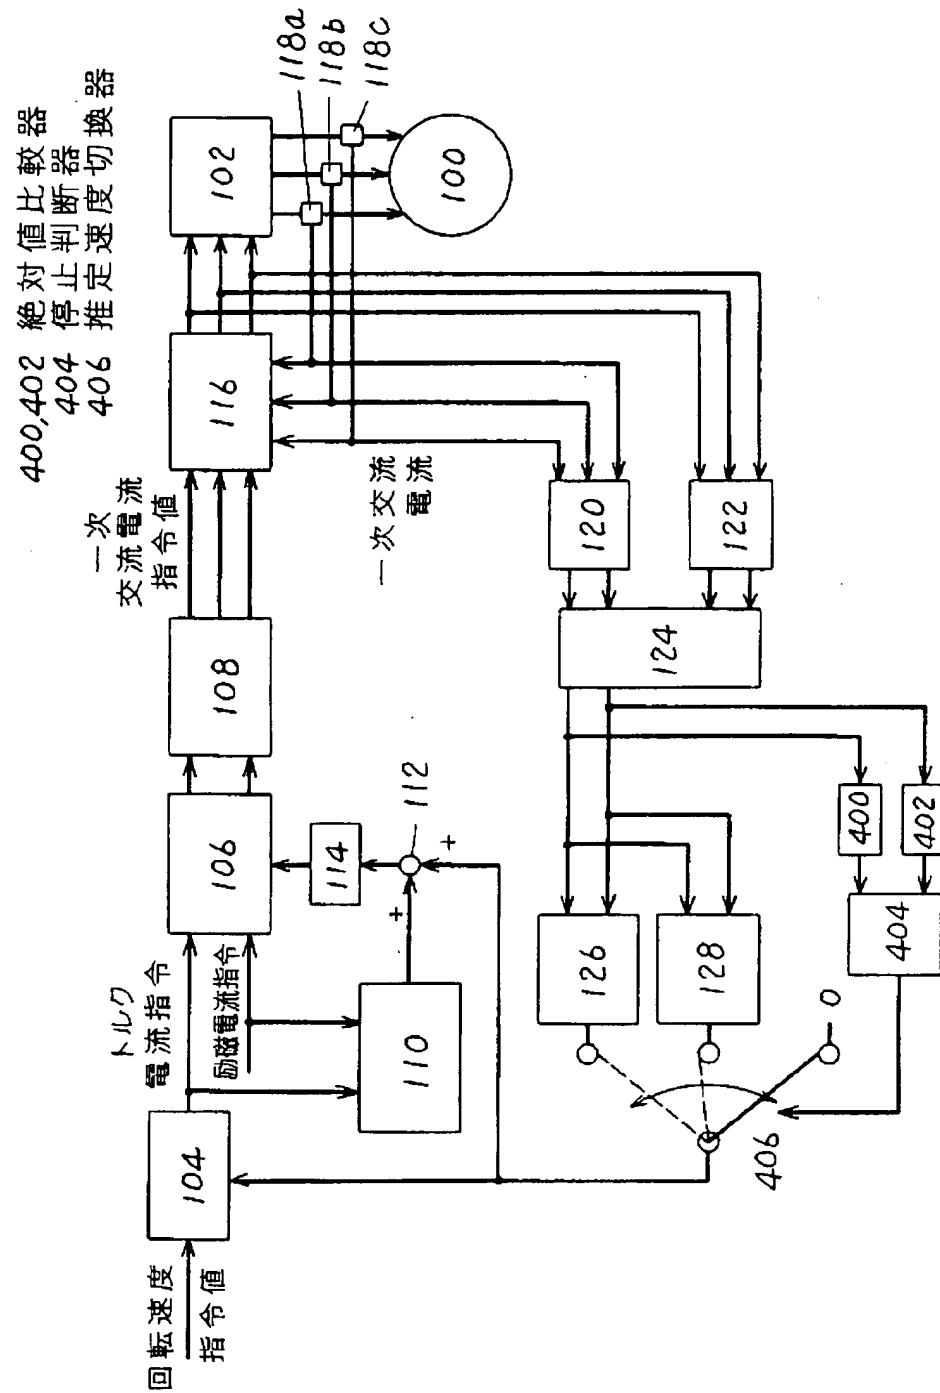 400,402 絶対値比較器
404 停止判断器
406 推定速度切換器
回転速度
指令値
104
トルク
電流指令
励磁電流指令
110
106
114
112
+
+
108
一次
交流電流
指令値
116
102
118a
118b
118c
100
一次交流
電流
120
122
124
126
128
400
402
404
0
406